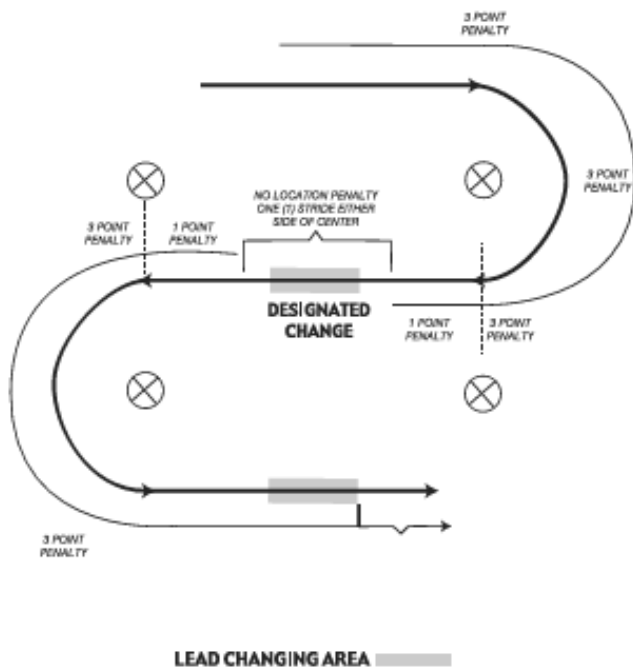 3 POINT
PENALTY
3 POINT
PENALTY
NO LOCATION PENALTY
ONE (1) STRIDE EITHER
SIDE OF CENTER
3 POINT
PENALTY
1 POINT
PENALTY
DESIGNATED
CHANGE
1 POINT
PENALTY
3 POINT
PENALTY
3 POINT
PENALTY
LEAD CHANGING AREA